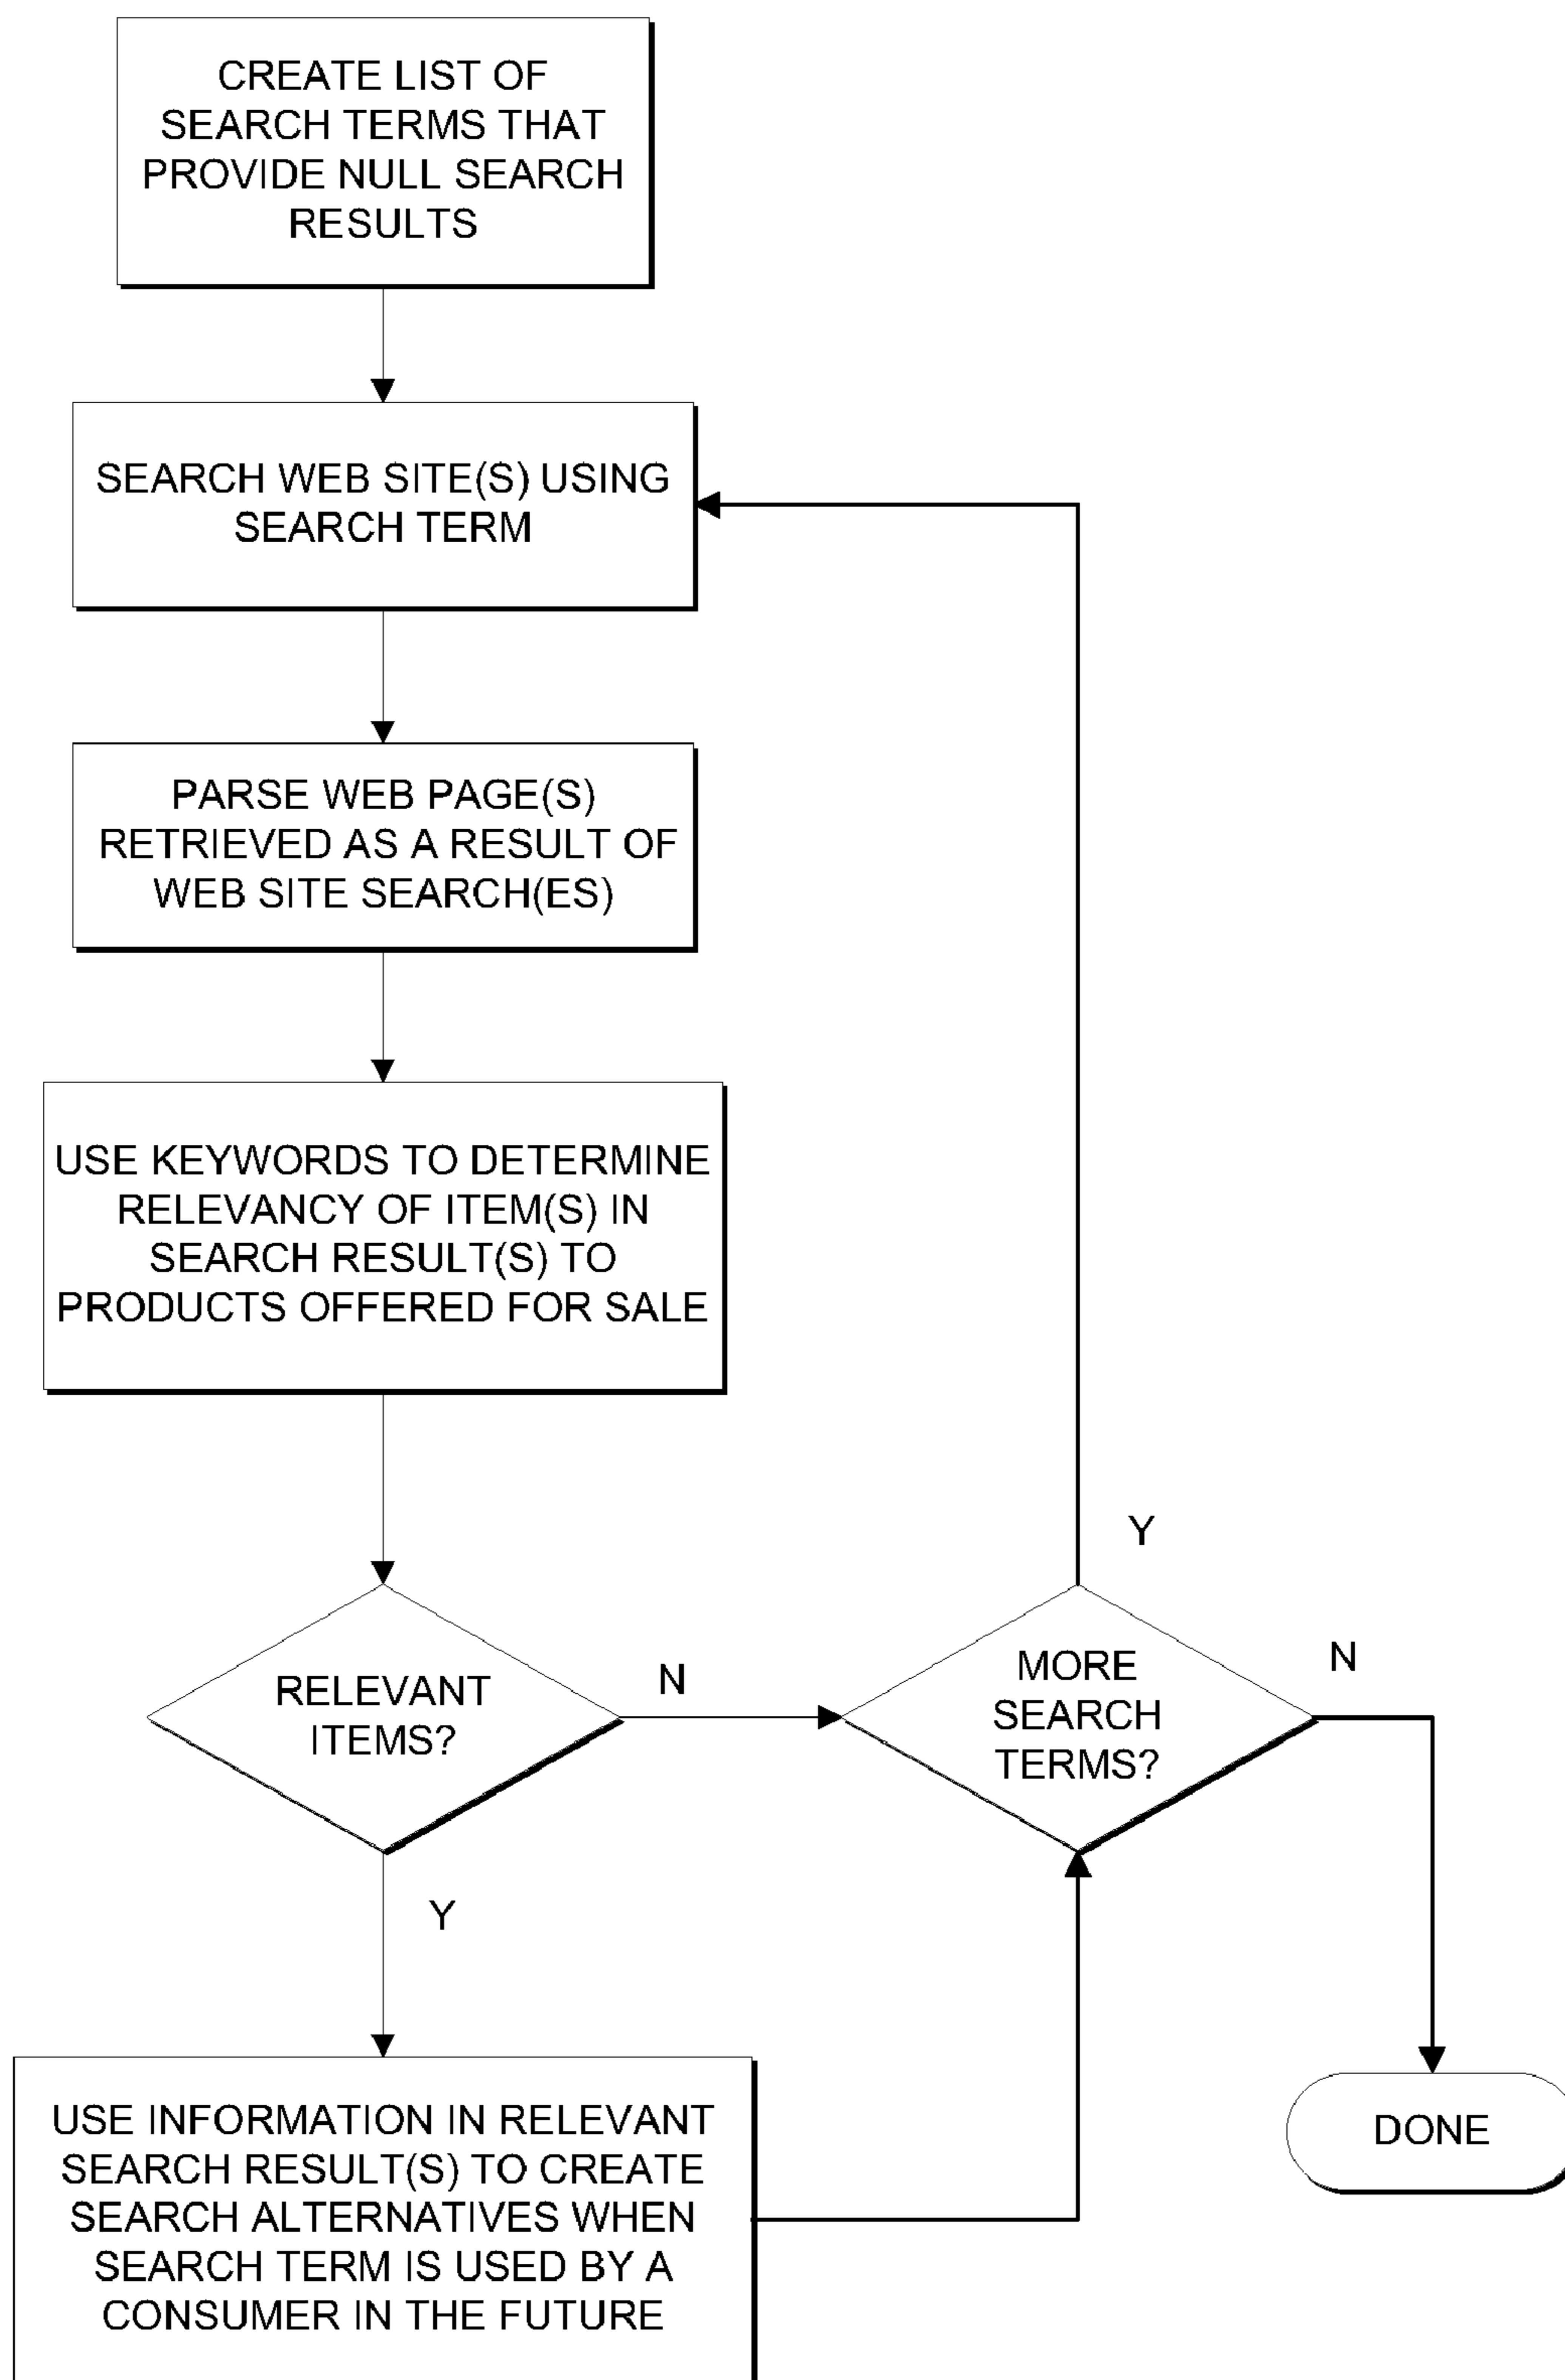 CREATE LIST OF
SEARCH TERMS THAT
PROVIDE NULL SEARCH
RESULTS
SEARCH WEB SITE(S) USING
SEARCH TERM
PARSE WEB PAGE(S)
RETRIEVED AS A RESULT OF
WEB SITE SEARCH(ES)
USE KEYWORDS TO DETERMINE
RELEVANCY OF ITEM(S) IN
SEARCH RESULT(S) TO
PRODUCTS OFFERED FOR SALE
RELEVANT
ITEMS?
N
Y
MORE
SEARCH
TERMS?
Y
N
USE INFORMATION IN RELEVANT
SEARCH RESULT(S) TO CREATE
SEARCH ALTERNATIVES WHEN
SEARCH TERM IS USED BY A
CONSUMER IN THE FUTURE
DONE